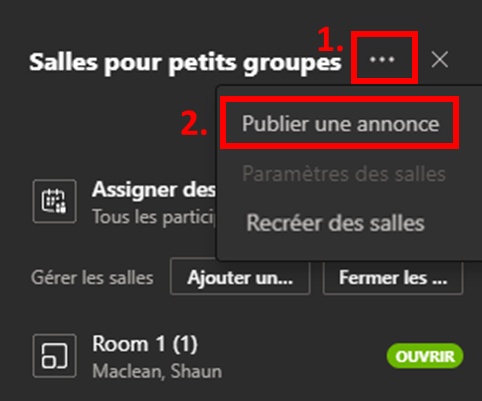 1.
Salles pour petits groupes ...
2.
Publier une annonce
Paramètres des salles
Recréer des salles
Assigner des
Tous les particip
Gérer les salles
Ajouter un...
Fermer les ...
Room 1 (1)
Maclean, Shaun
OUVRIR